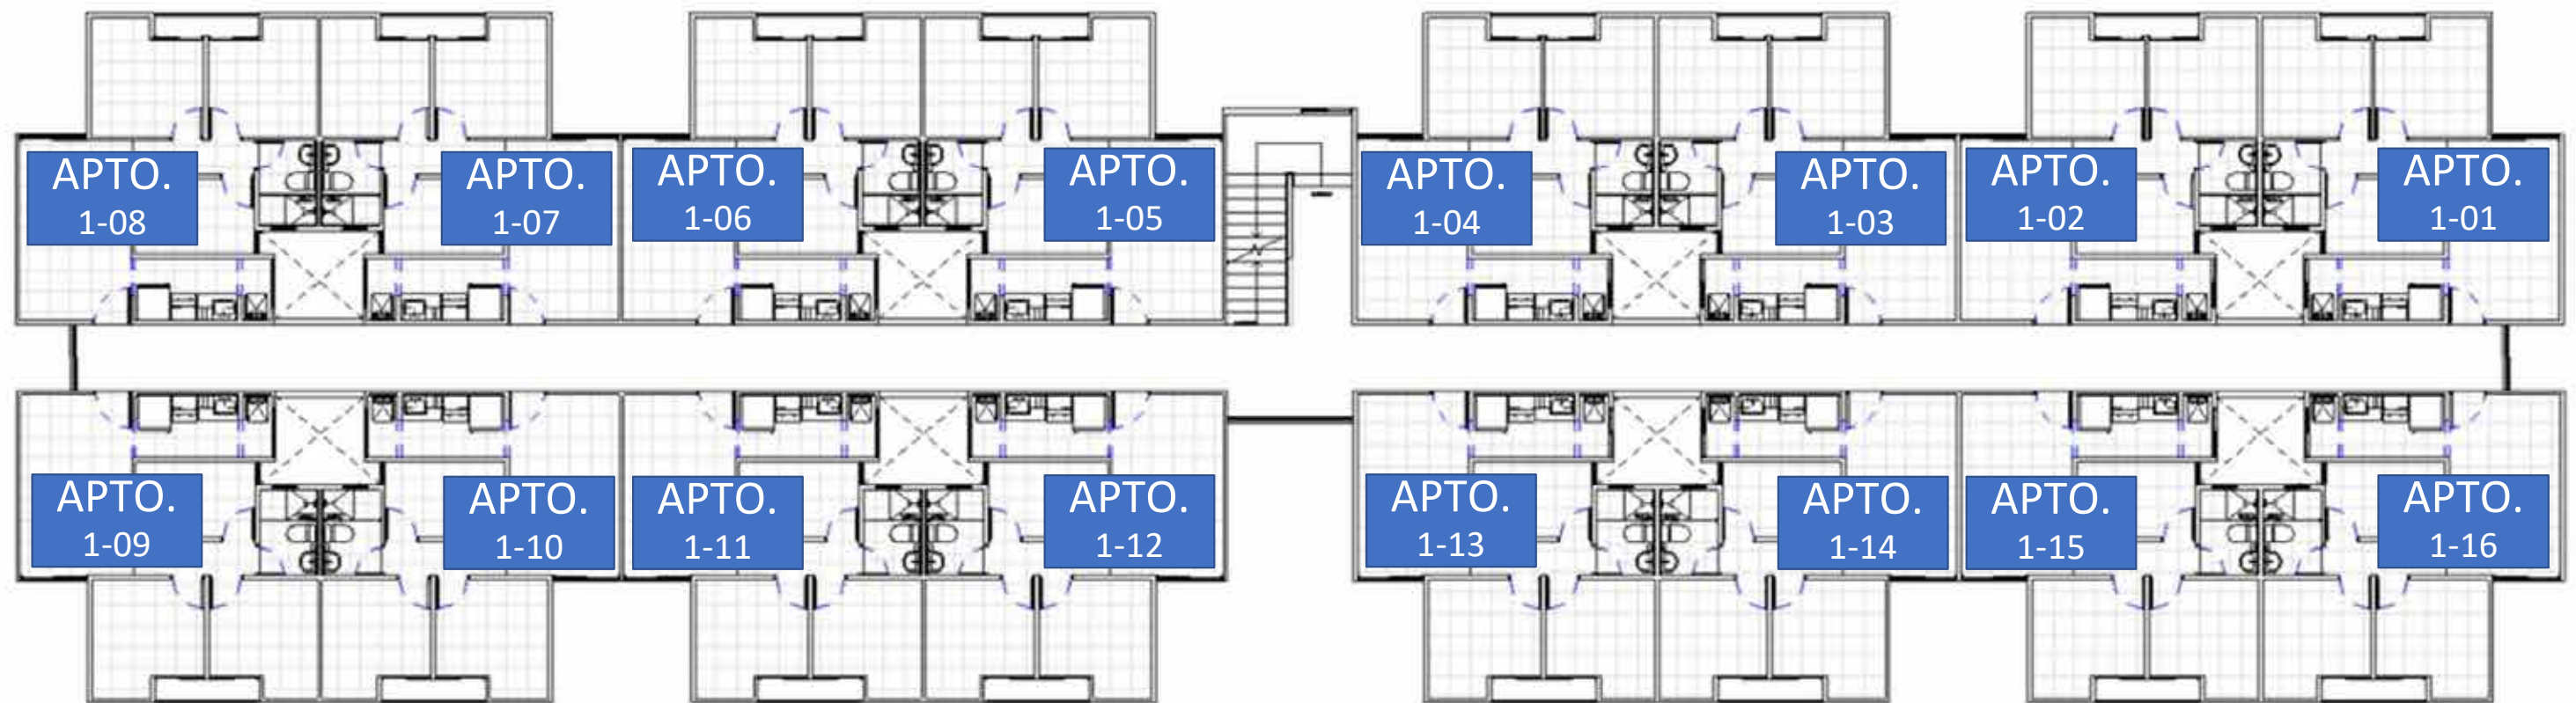 APTO.
1-08
APTO.
1-07
APTO.
1-06
APTO.
1-05
APTO.
1-04
APTO.
1-03
APTO.
1-02
APTO.
1-01
APTO.
1-09
APTO.
1-10
APTO.
1-11
APTO.
1-12
APTO.
1-13
APTO.
1-14
APTO.
1-15
APTO.
1-16